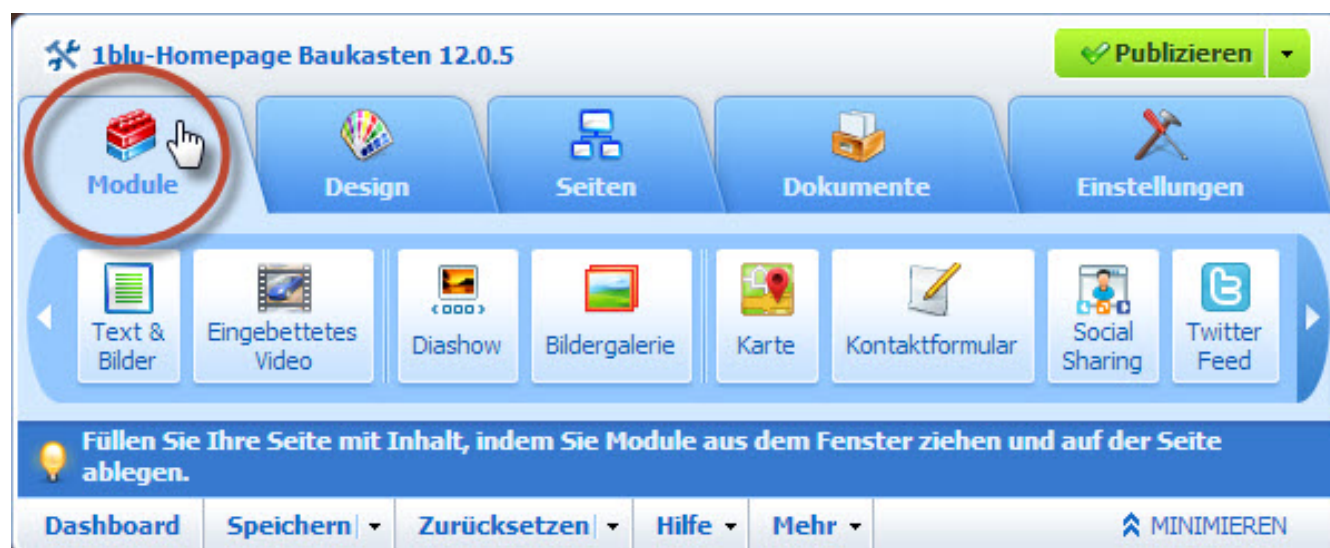 1blu-Homepage Baukasten 12.0.5
Publizieren
Module
Design
Seiten
Dokumente
Einstellungen
Text &
Bilder
Eingebettetes
Video
Diashow
Bildergalerie
Karte
Kontaktformular
Social
Sharing
Twitter
Feed
Füllen Sie Ihre Seite mit Inhalt, indem Sie Module aus dem Fenster ziehen und auf der Seite
ablegen.
Dashboard
Speichern
Zurücksetzen
Hilfe
Mehr
MINIMIEREN